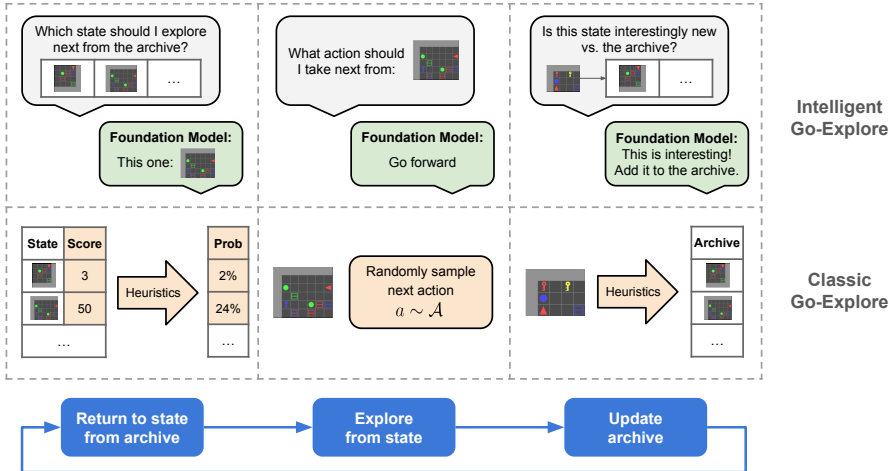 Which state should I explore
next from the archive?
...
Foundation Model:
This one:
What action should
I take next from:
Foundation Model:
Go forward
Is this state interestingly new
vs. the archive?
...
Foundation Model:
This is interesting!
Add it to the archive.
Intelligent
Go-Explore
State Score
3
50
...
Heuristics
Prob
2%
24%
...
Randomly sample
next action
a ∼ 𝒜
Heuristics
Archive
...
Classic
Go-Explore
Return to state
from archive
Explore
from state
Update
archive